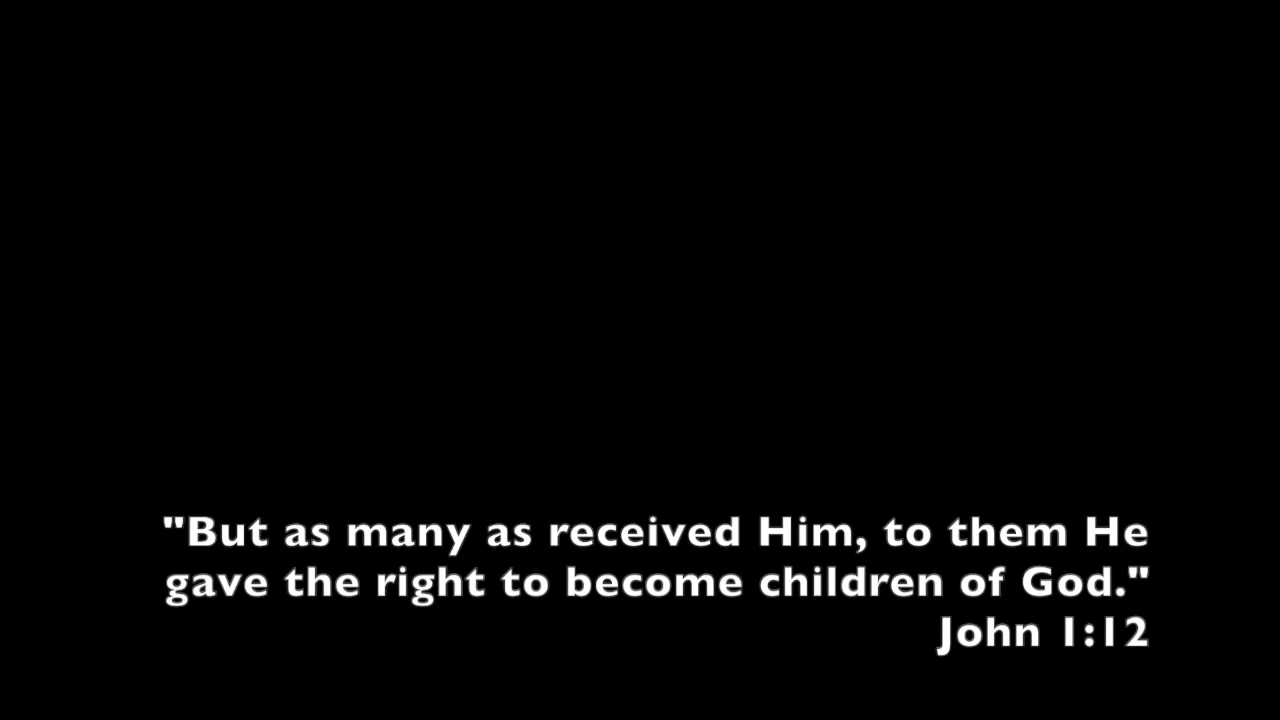 "But as many as received Him, to them He
gave the right to become children of God."
John 1:12